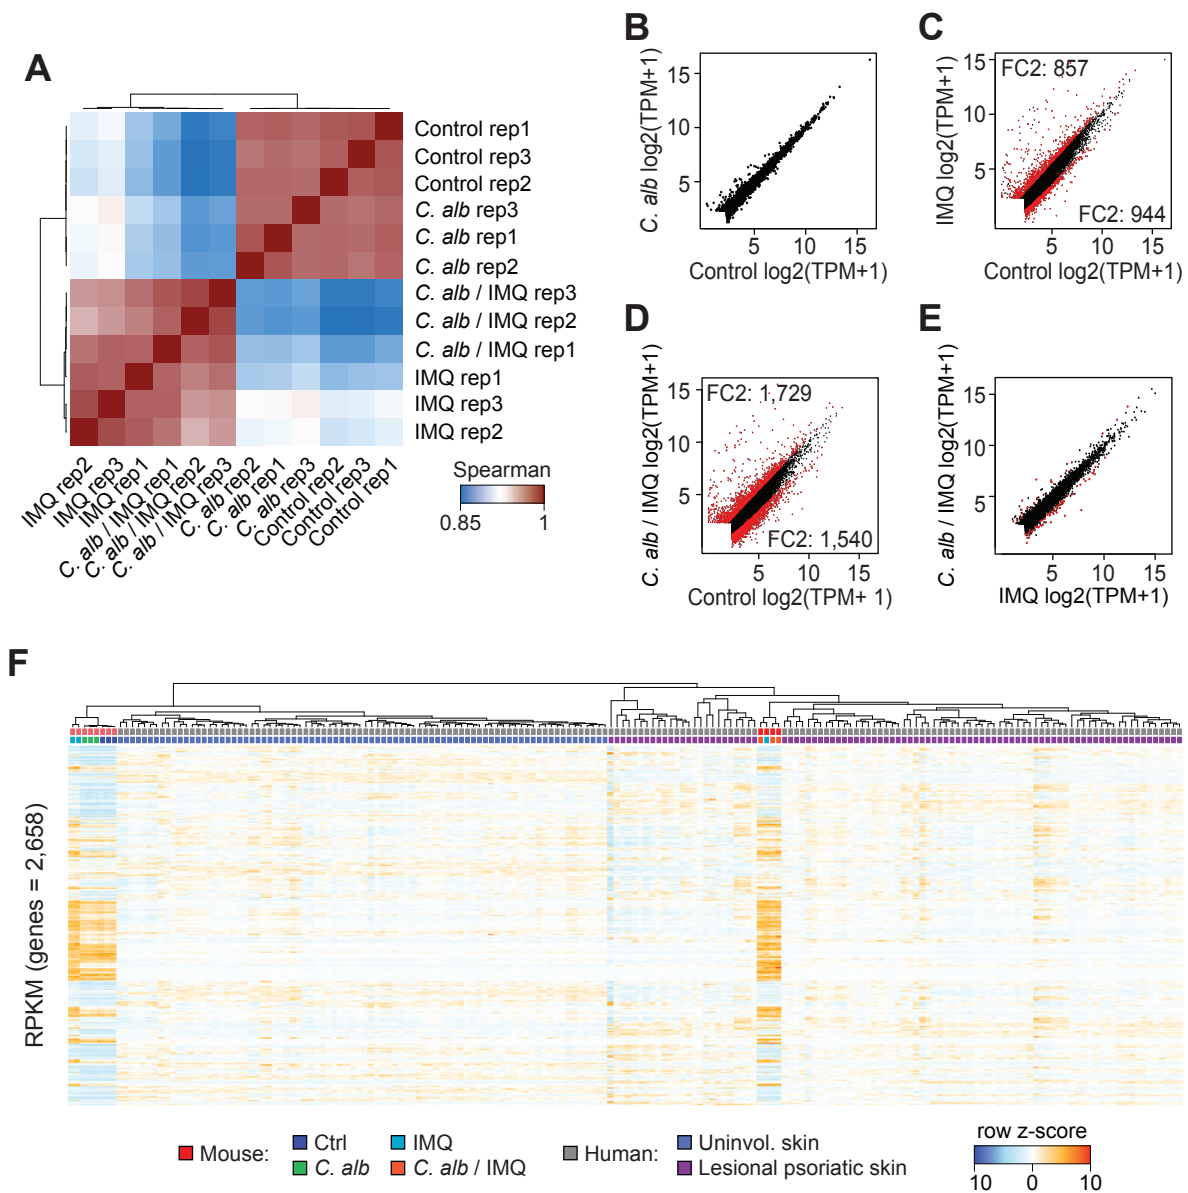 A
Control rep1
Control rep3
Control rep2
C. alb rep3
C. alb rep1
C. alb rep2
C. alb / IMQ rep3
C. alb / IMQ rep2
C. alb / IMQ rep1
IMQ rep1
IMQ rep3
IMQ rep2
IMQ rep2
IMQ rep3
IMQ rep1
C. alb / IMQ rep1
C. alb / IMQ rep2
C. alb / IMQ rep3
C. alb rep2
C. alb rep1
C. alb rep3
Control rep2
Control rep3
Control rep1
Spearman
0.85 1
B
C. alb log2(TPM+1)
15
10
5
5 10 15
Control log2(TPM+1)
C
IMQ log2(TPM+1)
15
10
5
FC2: 857
FC2: 944
5 10 15
Control log2(TPM+1)
D
C. alb / IMQ log2(TPM+1)
15
10
5
FC2: 1,729
FC2: 1,540
5 10 15
Control log2(TPM+ 1)
E
C. alb / IMQ log2(TPM+1)
15
10
5
5 10 15
IMQ log2(TPM+1)
F
RPKM (genes = 2,658)
Mouse:
Ctrl
C. alb
IMQ
C. alb / IMQ
Human:
Uninvol. skin
Lesional psoriatic skin
row z-score
10 0 10